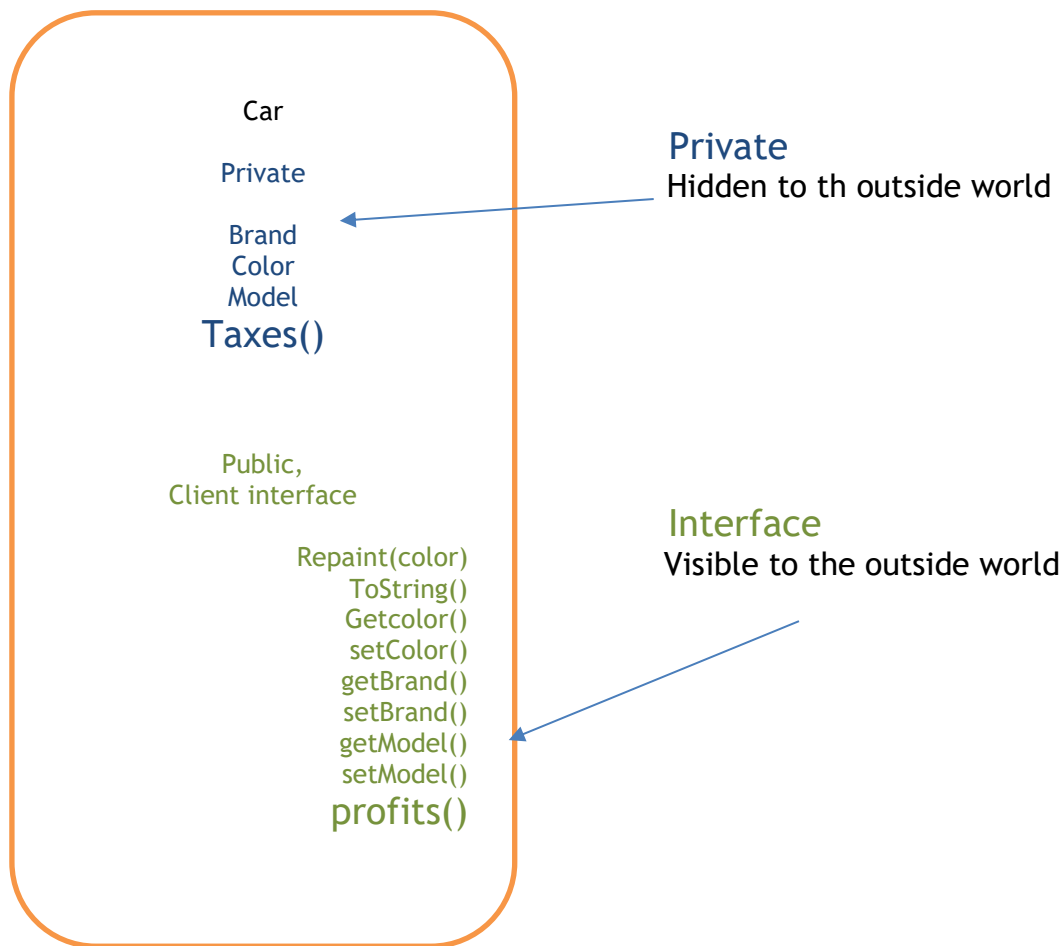 Car
Private
Brand
Color
Model
Taxes()
Public,
Client interface
Repaint(color)
ToString()
Getcolor()
setColor()
getBrand()
setBrand()
getModel()
setModel()
profits()
Private
Hidden to th outside world
Interface
Visible to the outside world